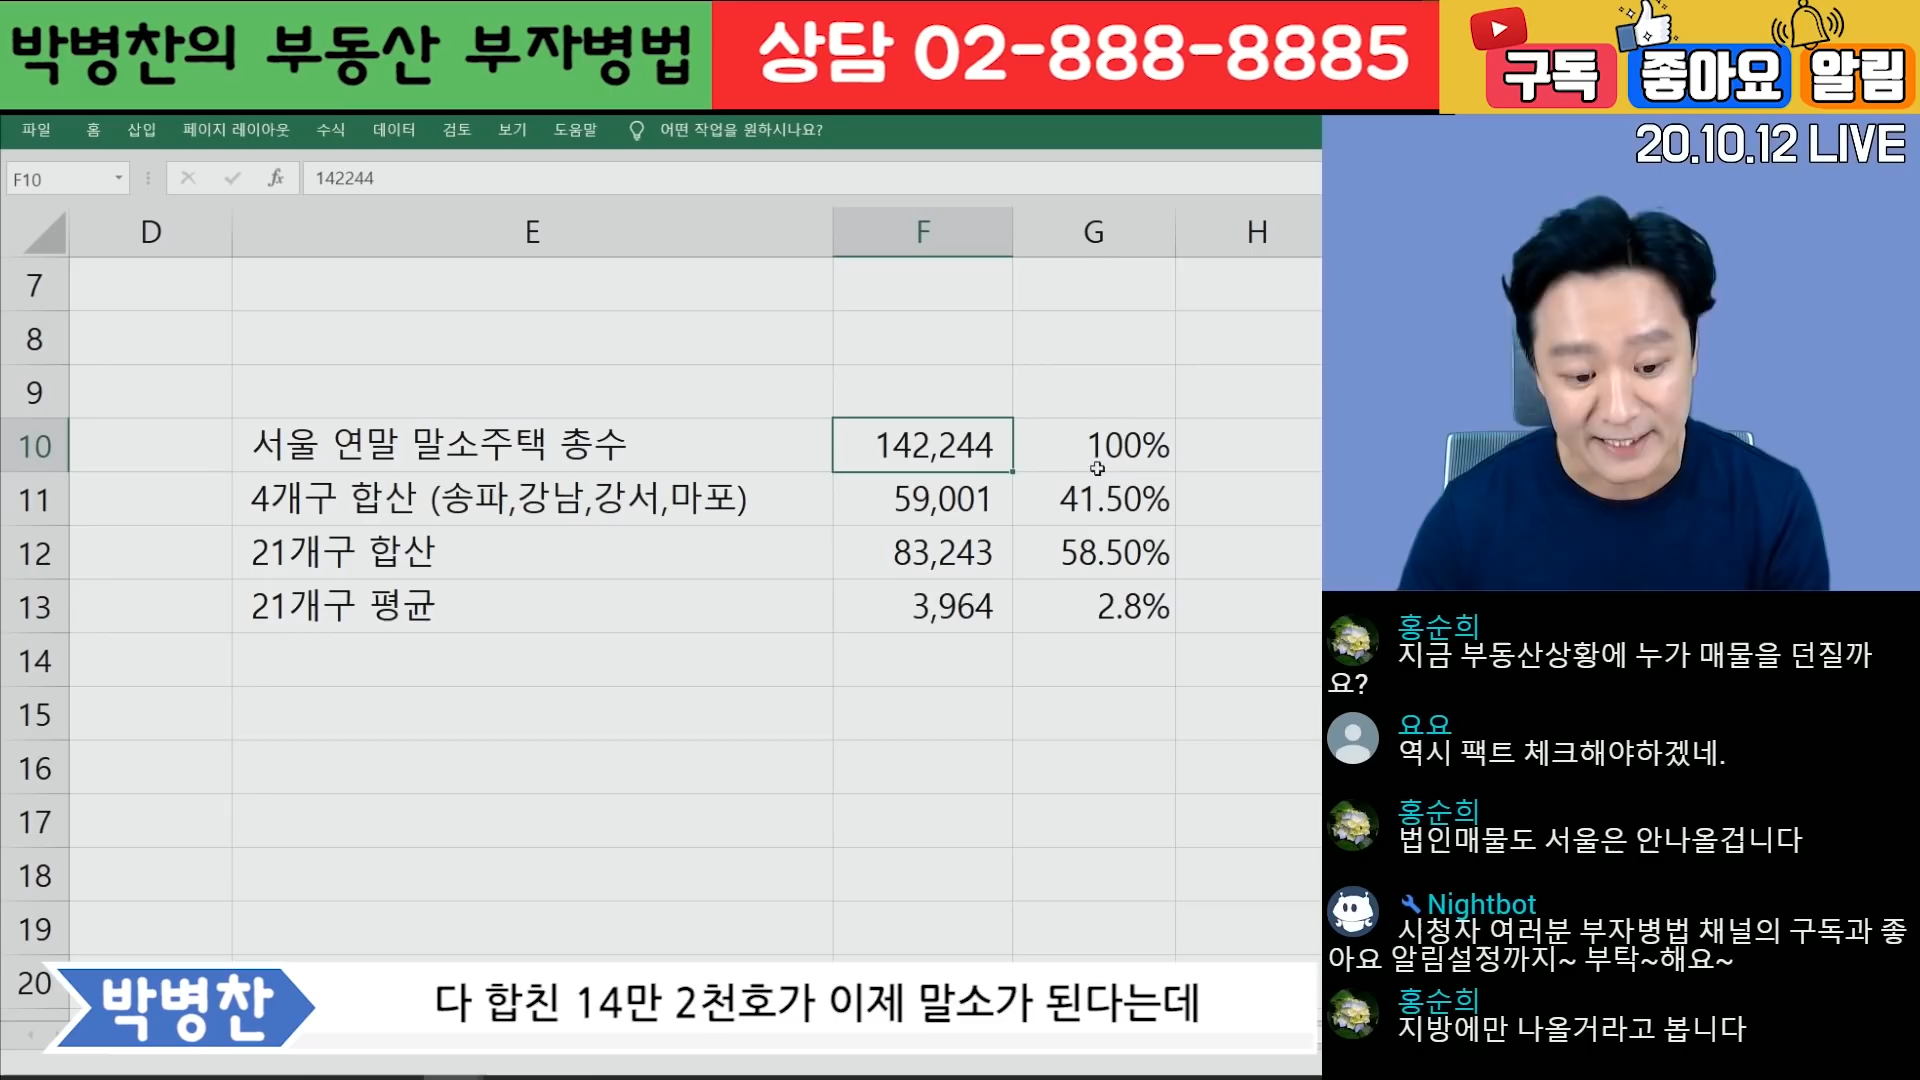 박병찬의 부동산 부자병법
상담 02-888-8885
구독 좋아요 알림
20.10.12 LIVE
파일 홈 삽입 페이지 레이아웃 수식 데이터 검토 보기 도움말 어떤 작업을 원하시나요?
F10 fx 142244
D E F G H
7
8
9
10 서울 연말 말소주택 총수 142,244 100%
11 4개구 합산 (송파,강남,강서,마포) 59,001 41.50%
12 21개구 합산 83,243 58.50%
13 21개구 평균 3,964 2.8%
14
15
16
17
18
19
20
박병찬
다 합친 14만 2천호가 이제 말소가 된다는데
홍순희
지금 부동산상황에 누가 매물을 던질까
요?
요요
역시 팩트 체크해야하겠네.
홍순희
법인매물도 서울은 안나올겁니다
Nightbot
시청자 여러분 부자병법 채널의 구독과 좋
아요 알림설정까지~ 부탁~해요~
홍순희
지방에만 나올거라고 봅니다